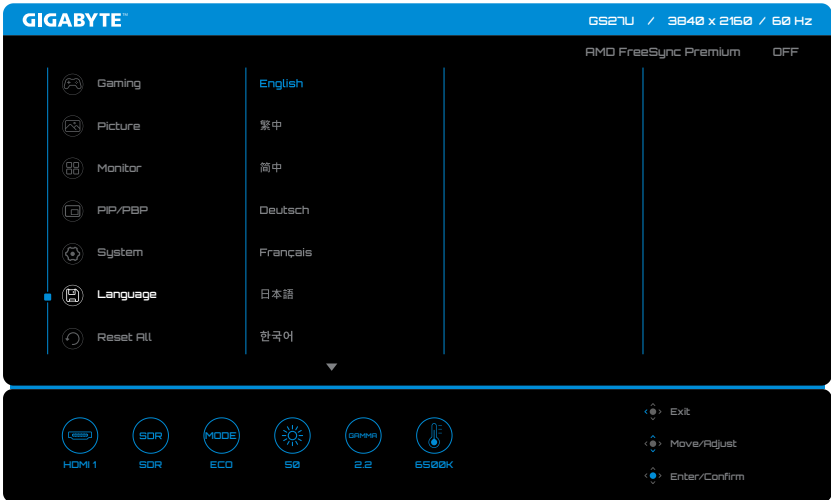 GIGABYTE™ GS27U / 3840 x 2160 / 60 Hz
AMD FreeSync Premium OFF
Gaming English
Picture 繁中
Monitor 简中
PIP/PBP Deutsch
System Français
Language 日本語
Reset All 한국어
Exit
SDR MODE GAMMA
Move/Adjust
HDMI 1 SDR ECO 50 2.2 6500K
Enter/Confirm